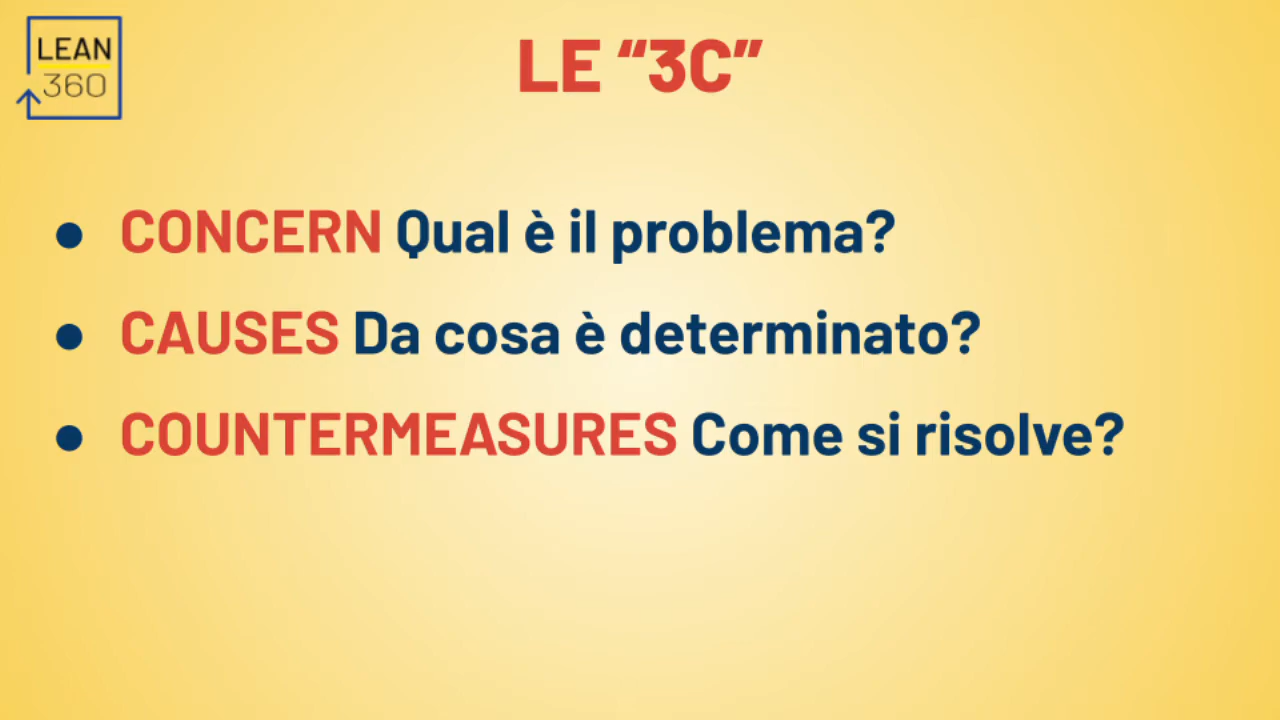 LEAN
360
LE “3C”
● CONCERN Qual è il problema?
● CAUSES Da cosa è determinato?
● COUNTERMEASURES Come si risolve?